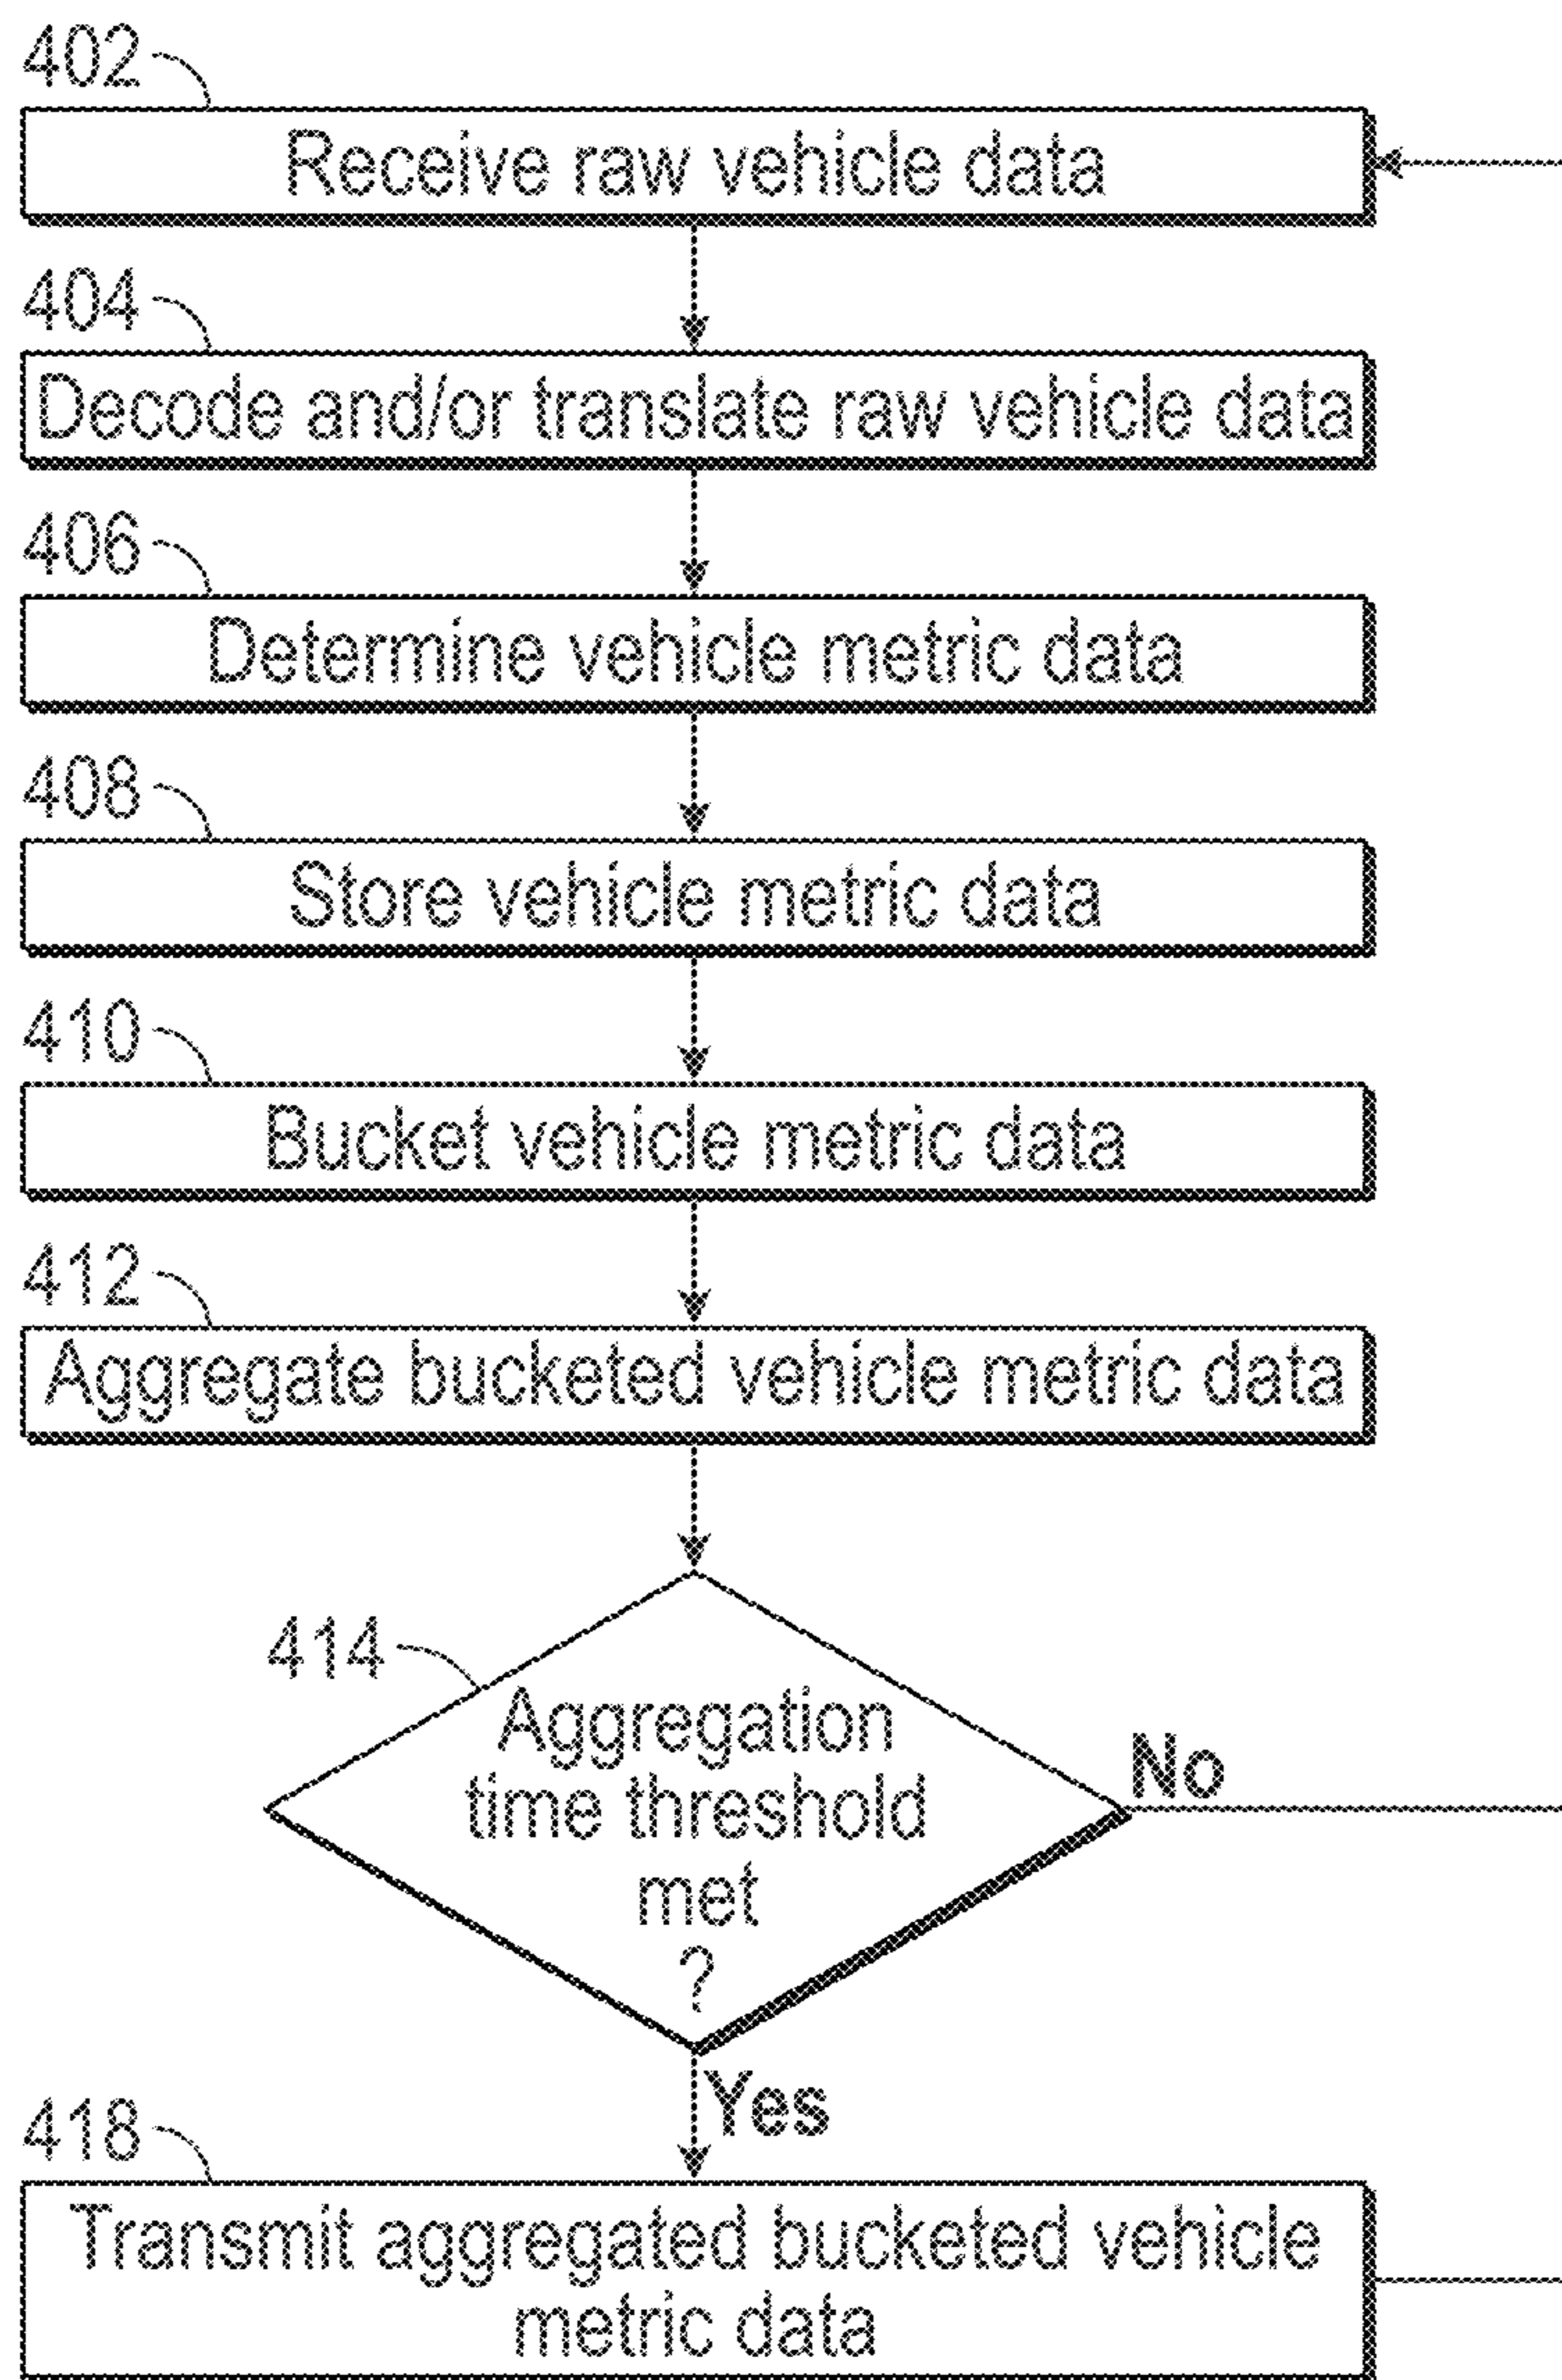 402
Receive raw vehicle data
404
Decode and/or translate raw vehicle data
406
Determine vehicle metric data
408
Store vehicle metric data
410
Bucket vehicle metric data
412
Aggregate bucketed vehicle metric data
414
Aggregation
time threshold
met
?
No
Yes
418
Transmit aggregated bucketed vehicle
metric data